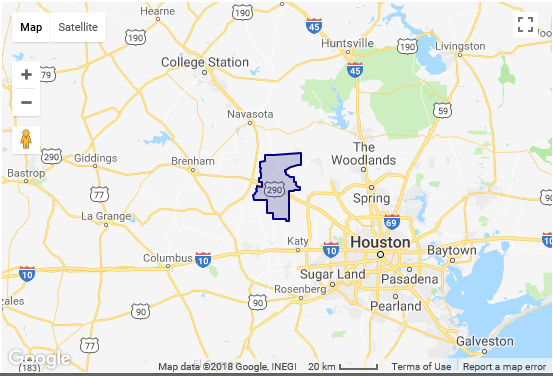 Map
Satellite
Hearne
190
45
Huntsville
190
Livingston
190
79
College Station
45
59
Navasota
The
Woodlands
290
Giddings
Brenham
290
Bastrop
77
Spring
La Grange
69
Katy
10
Houston
Baytown
10
Columbus
10
Sugar Land
Pasadena
Rosenberg
90
zales
90
90
Pearland
77
Galveston
Google
(183)
Map data ©2018 Google, INEGI
20 km
Terms of Use
Report a map error